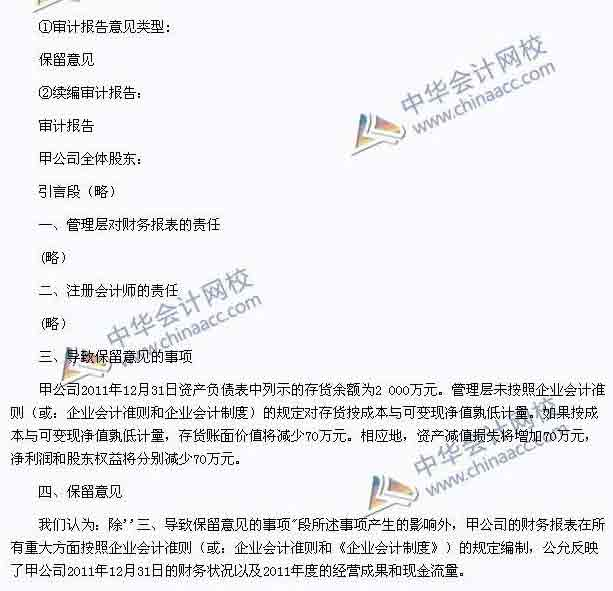 ①审计报告意见类型：
保留意见
②续编审计报告：
审计报告
甲公司全体股东：
引言段（略）
一、管理层对财务报表的责任
(略)
二、注册会计师的责任
(略)
三、导致保留意见的事项
甲公司2011年12月31日资产负债表中列示的存货余额为2 000万元。管理层未按照企业会计准
则（或：企业会计准则和企业会计制度）的规定对存货按成本与可变现净值孰低计量。如果按成
本与可变现净值孰低计量，存货账面价值将减少70万元。相应地，资产减值损失将增加70万元，
净利润和股东权益将分别减少70万元。
四、保留意见
我们认为：除''三、导致保留意见的事项"段所述事项产生的影响外，甲公司的财务报表在所
有重大方面按照企业会计准则（或：企业会计准则和《企业会计制度》）的规定编制，公允反映
了甲公司2011年12月31日的财务状况以及2011年度的经营成果和现金流量。
中华会计网校
www.chinaacc.com
中华会计网校
www.chinaacc.com
中华会计网校
www.chinaacc.com